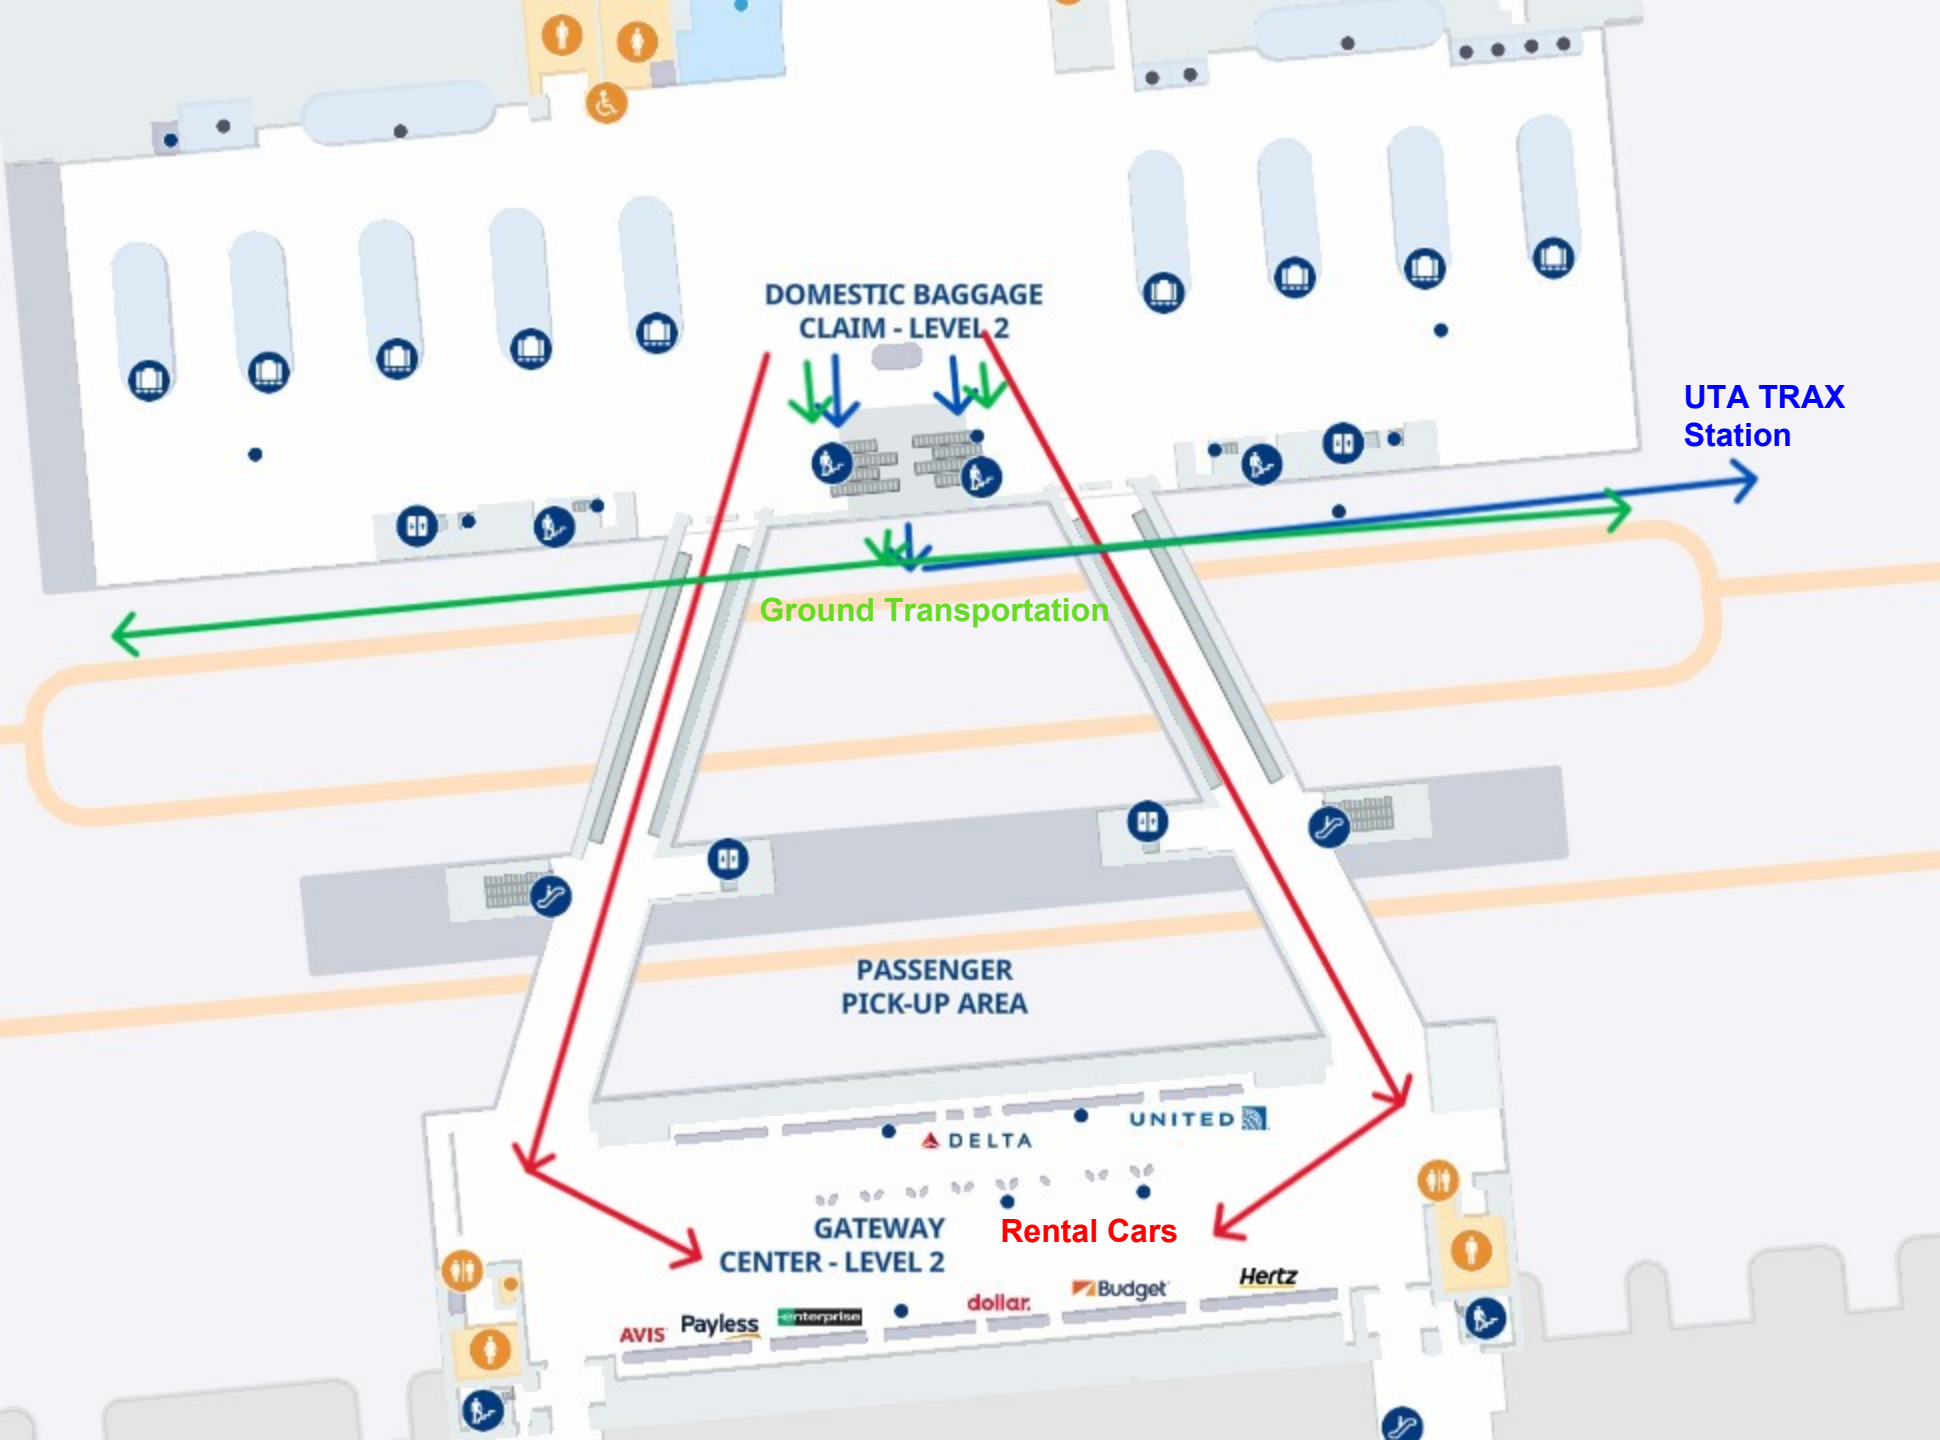 DOMESTIC BAGGAGE
CLAIM - LEVEL 2
UTA TRAX
Station
Ground Transportation
PASSENGER
PICK-UP AREA
UNITED
DELTA
GATEWAY
CENTER - LEVEL 2
Rental Cars
AVIS
Payless
enterprise
dollar.
Budget
Hertz